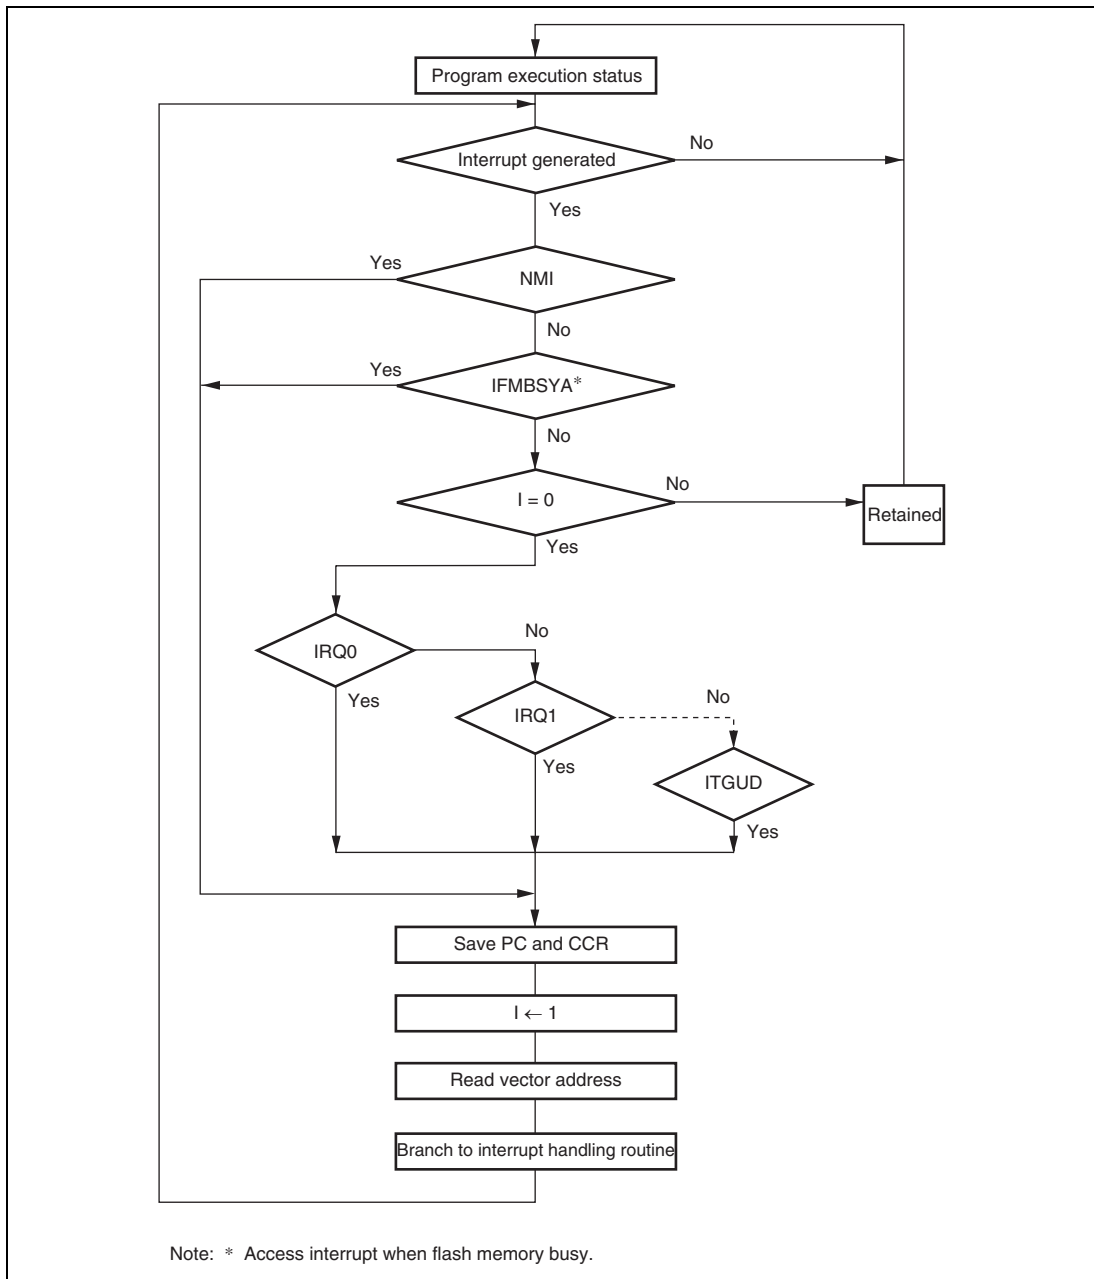 Program execution status
Interrupt generated
No
Yes
NMI
Yes
No
IFMBSYA*
Yes
No
I = 0
No
Retained
Yes
IRQ0
No
Yes
IRQ1
No
Yes
ITGUD
Yes
Save PC and CCR
I ← 1
Read vector address
Branch to interrupt handling routine
Note: * Access interrupt when flash memory busy.